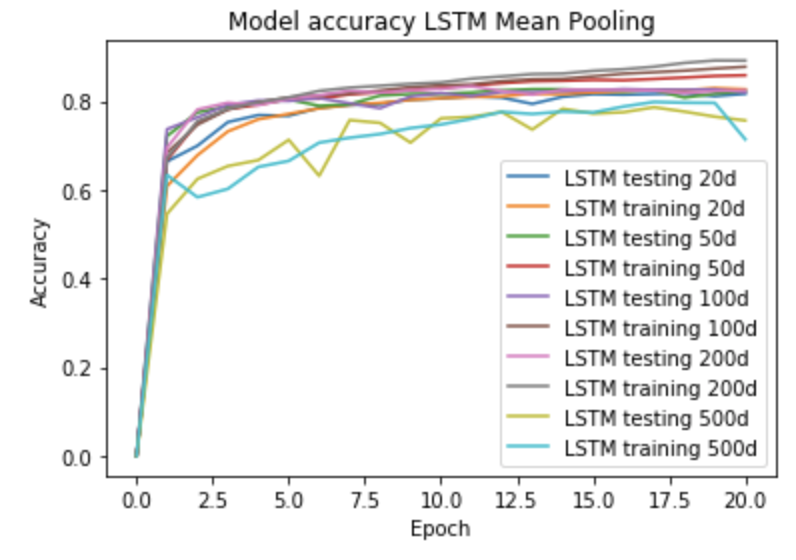 Model accuracy LSTM Mean Pooling
Accuracy
0.8
0.6
0.4
0.2
0.0
LSTM testing 20d
LSTM training 20d
LSTM testing 50d
LSTM training 50d
LSTM testing 100d
LSTM training 100d
LSTM testing 200d
LSTM training 200d
LSTM testing 500d
LSTM training 500d
0.0 2.5 5.0 7.5 10.0 12.5 15.0 17.5 20.0
Epoch